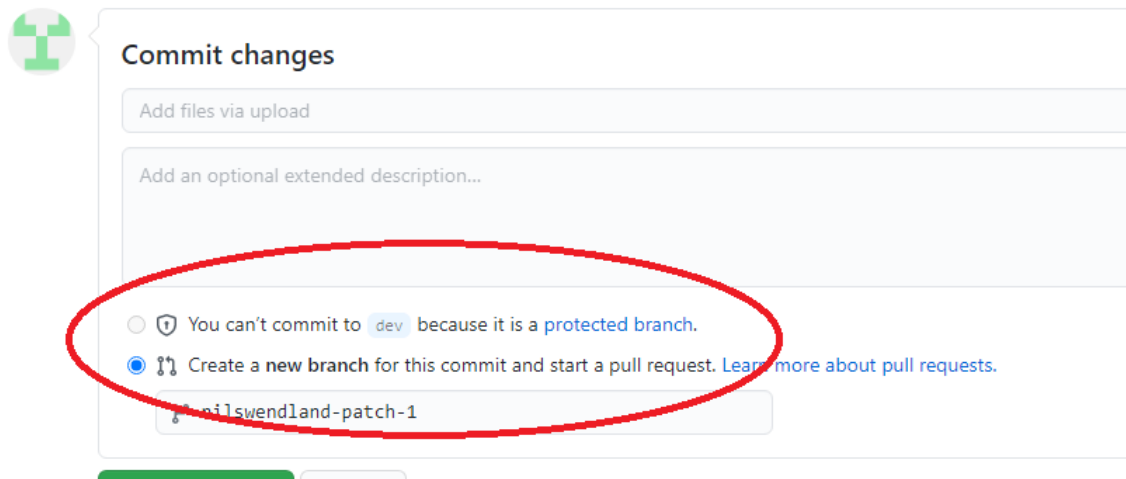 Commit changes
Add files via upload
Add an optional extended description...
You can't commit to dev because it is a protected branch.
Create a new branch for this commit and start a pull request. Learn more about pull requests.
nilswendland-patch-1